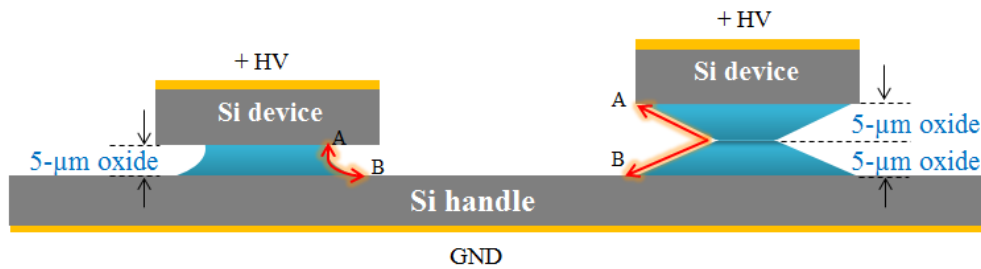 + HV
Si device
A
B
5-μm oxide
+ HV
Si device
A
B
5-μm oxide
5-μm oxide
Si handle
GND